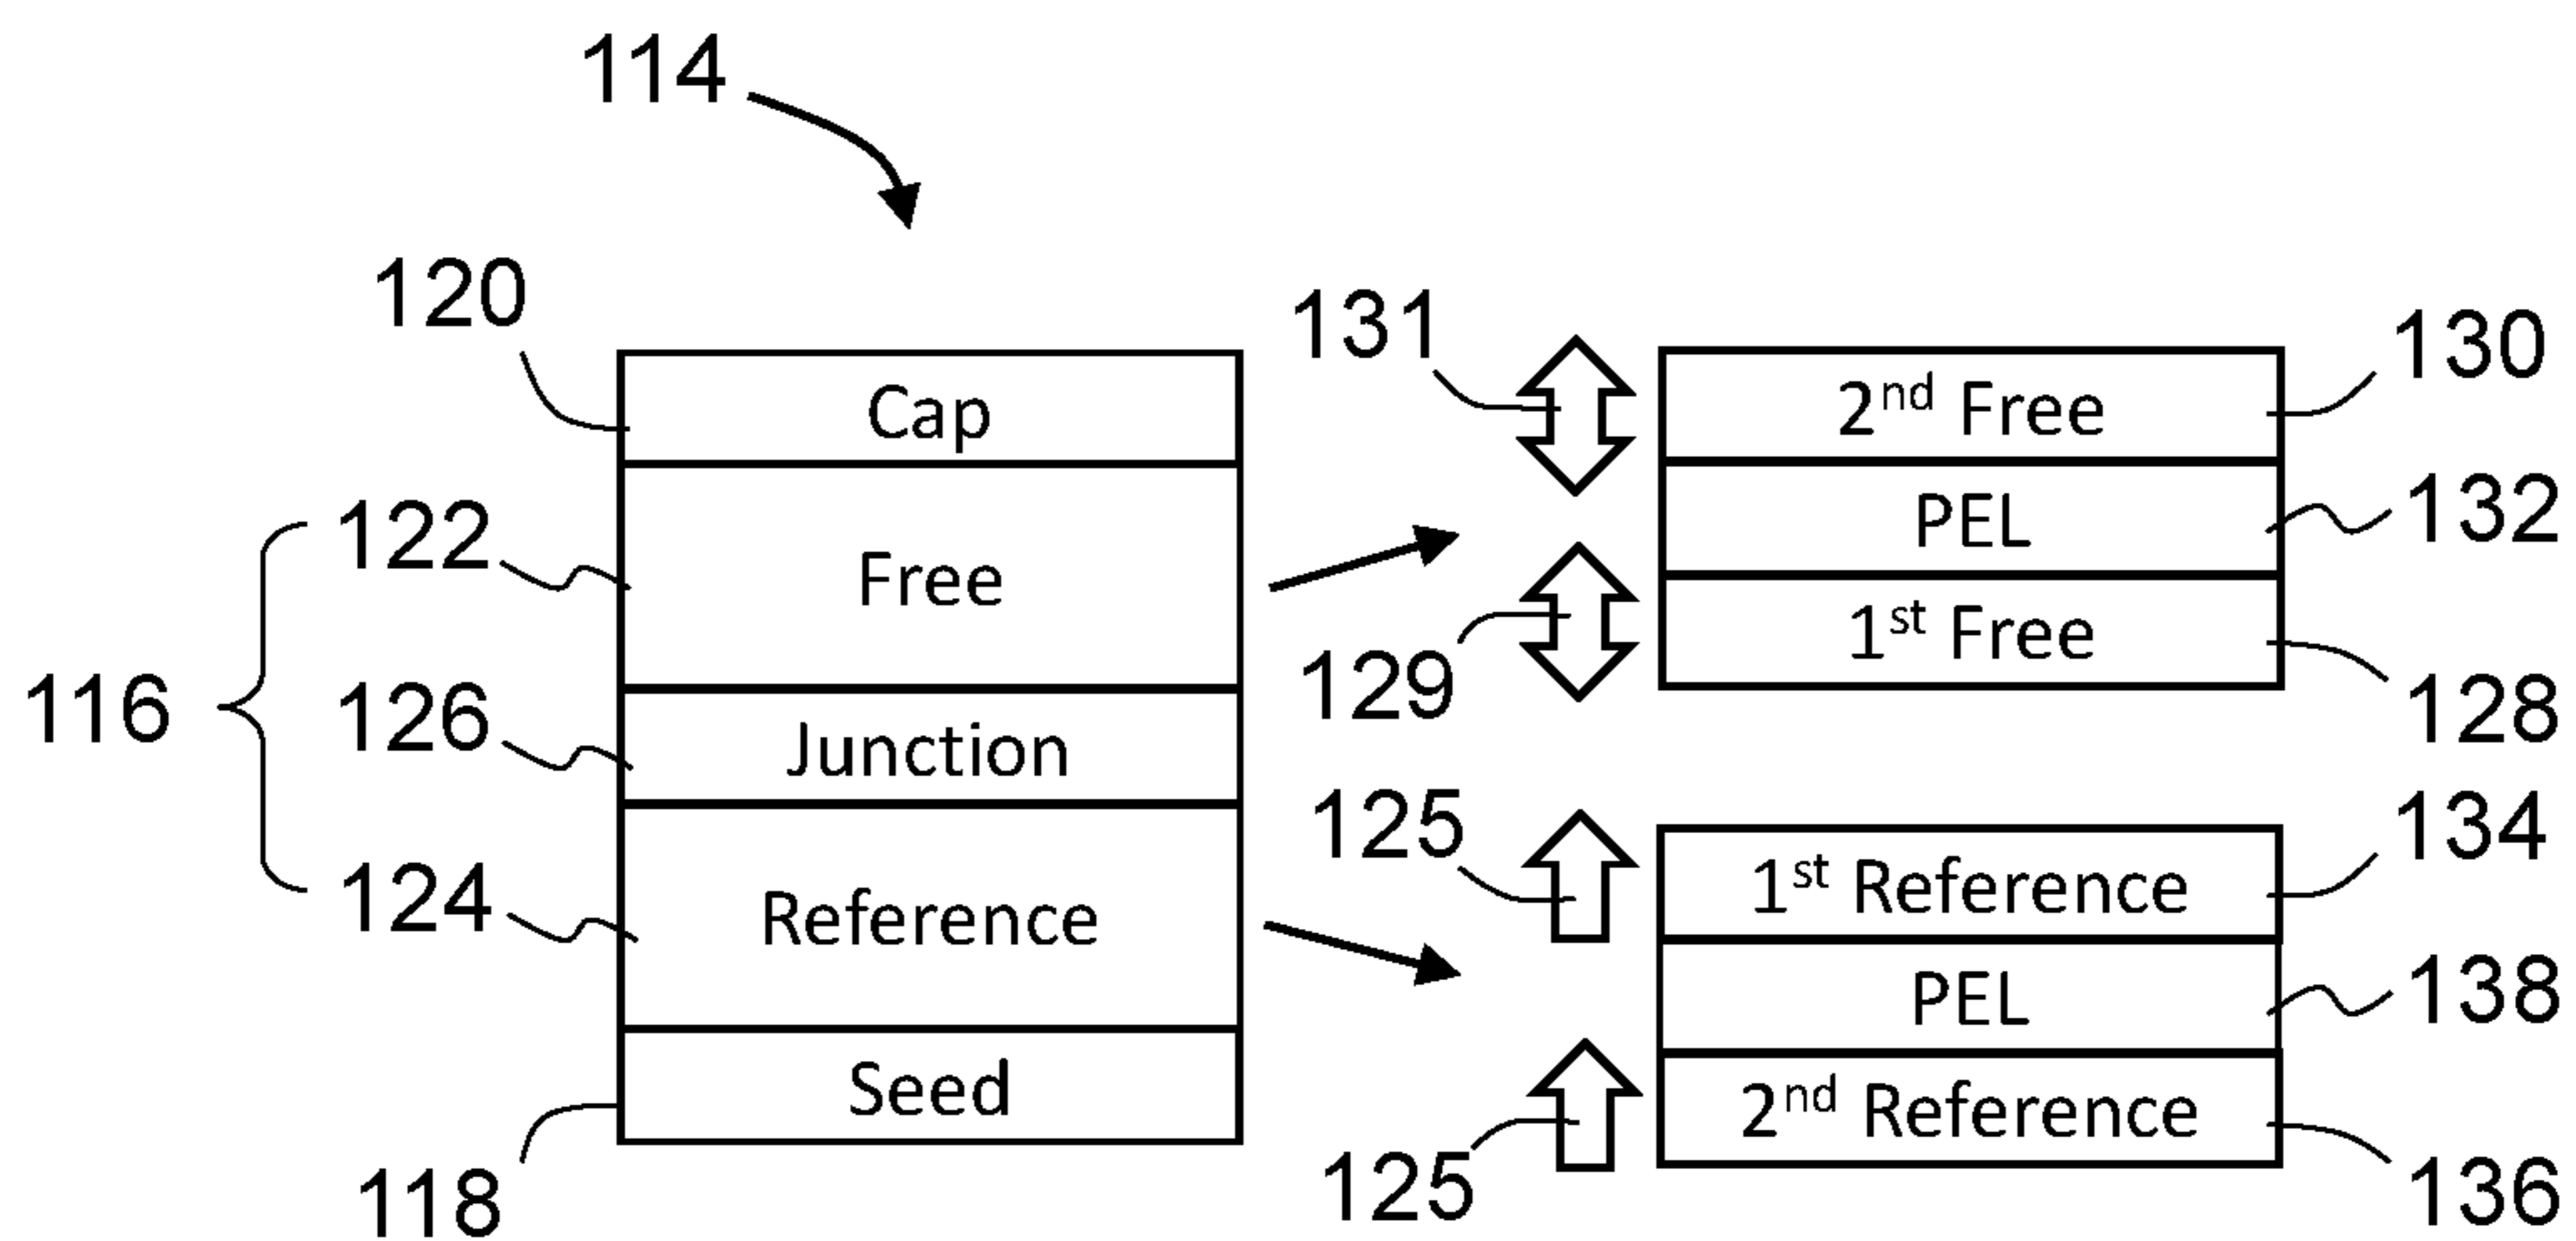 114
120
131
130
Cap
2nd Free
122
132
PEL
Free
129
1st Free
116
126
128
Junction
125
134
124
1st Reference
Reference
138
PEL
Seed
2nd Reference
118
125
136